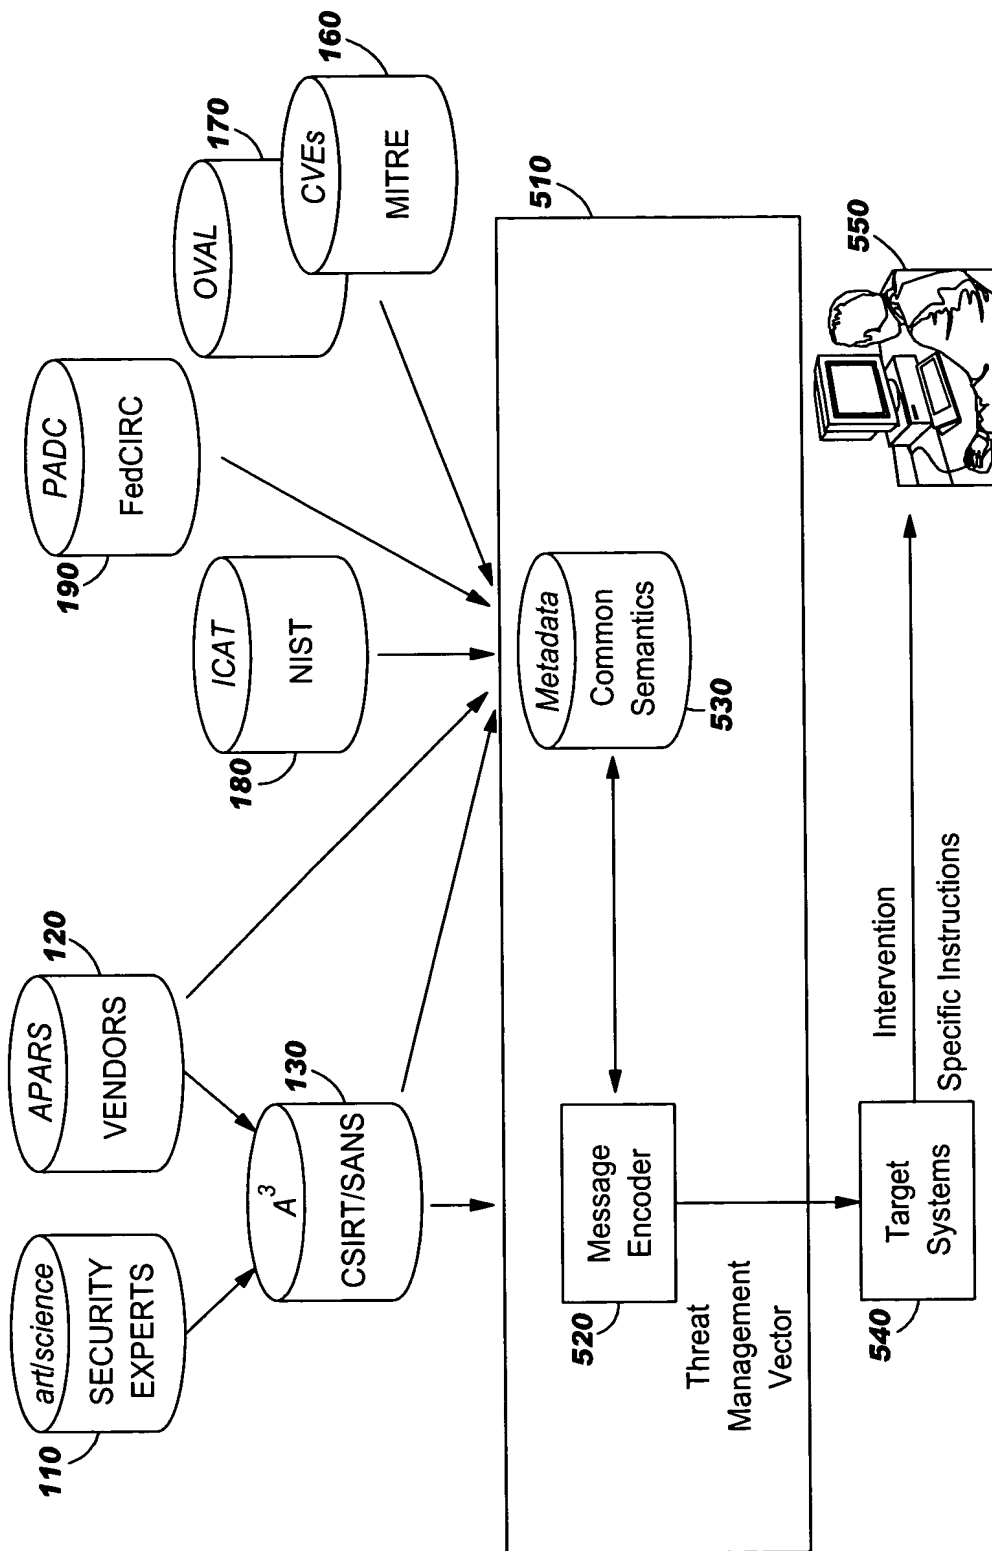 110
art/science
SECURITY
EXPERTS
APARS
VENDORS
120
A³
CSIRT/SANS
130
190
PADC
FedCIRC
180
ICAT
NIST
OVAL
170
CVEs
MITRE
160
510
Metadata
Common
Semantics
530
Message
Encoder
520
Threat
Management
Vector
Target
Systems
540
Intervention
Specific Instructions
550